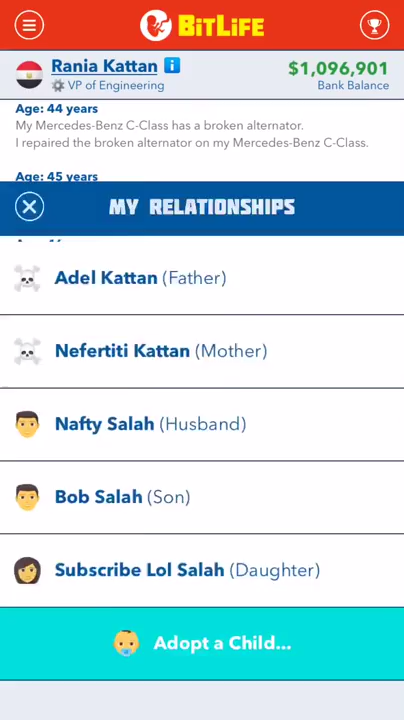 BITLIFE
Rania Kattan
$1,096,901
VP of Engineering
Bank Balance
Age: 44 years
My Mercedes-Benz C-Class has a broken alternator.
I repaired the broken alternator on my Mercedes-Benz C-Class.
Age: 45 years
MY RELATIONSHIPS
Adel Kattan (Father)
Nefertiti Kattan (Mother)
Nafty Salah (Husband)
Bob Salah (Son)
Subscribe Lol Salah (Daughter)
Adopt a Child...